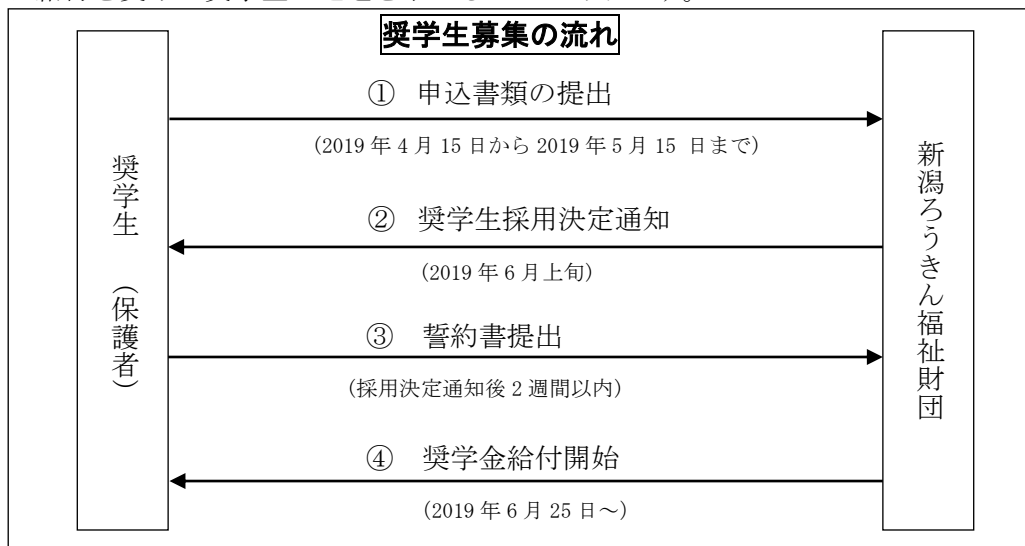 奨学生募集の流れ
① 申込書類の提出
(2019年4月15日から2019年5月15 日まで)
② 奨学生採用決定通知
(2019年6月上旬)
③ 誓約書提出
(採用決定通知後2週間以内)
④ 奨学金給付開始
(2019年6月25日～)
奨学生 (保護者)
新潟ろうきん福祉財団